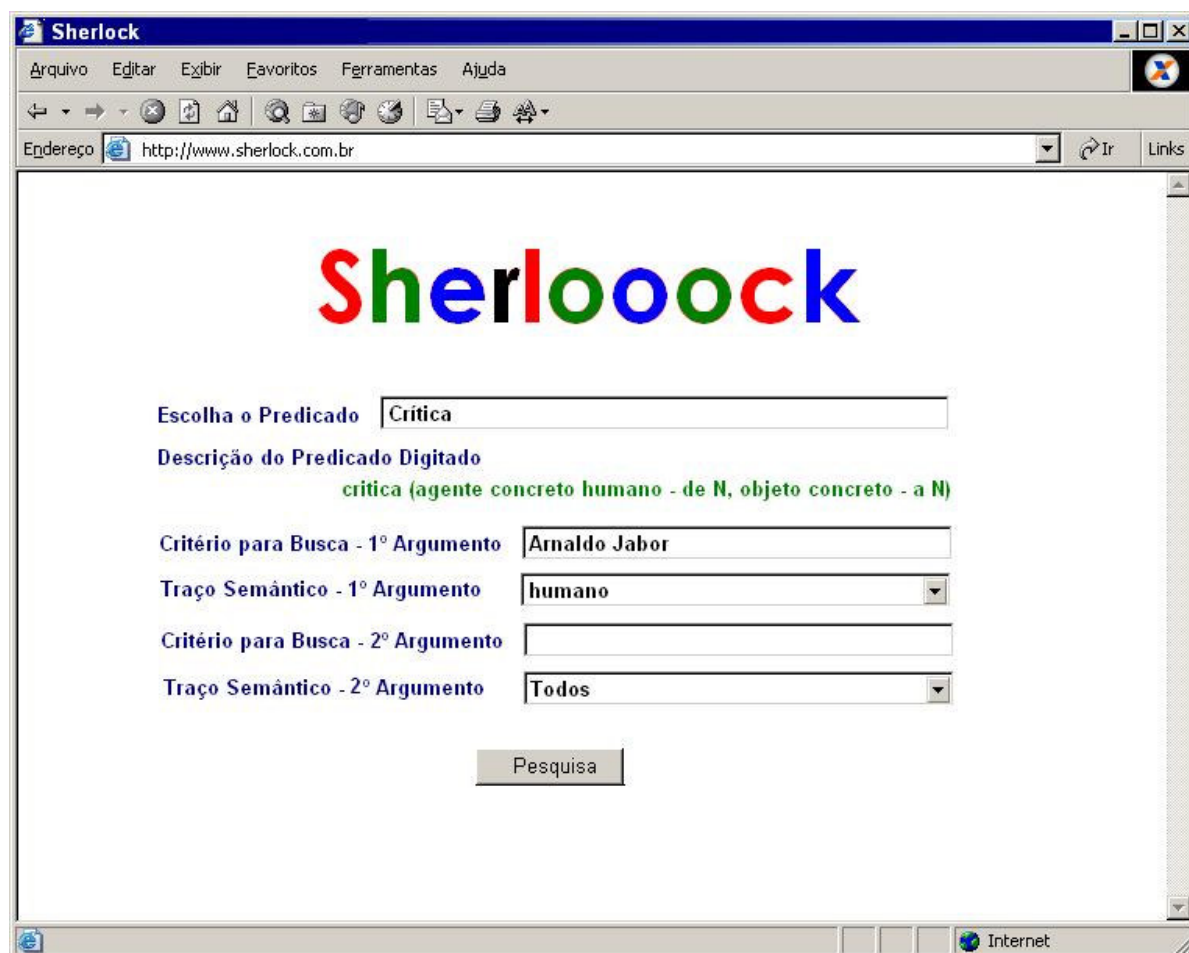 Sherlock
Arquivo Editar Exibir Favoritos Ferramentas Ajuda
Endereço http://www.sherlock.com.br Ir Links
Sherlooock
Escolha o Predicado Crítica
Descrição do Predicado Digitado
critica (agente concreto humano - de N, objeto concreto - a N)
Critério para Busca - 1º Argumento Arnaldo Jabor
Traço Semântico - 1º Argumento humano
Critério para Busca - 2º Argumento
Traço Semântico - 2º Argumento Todos
Pesquisa
Internet